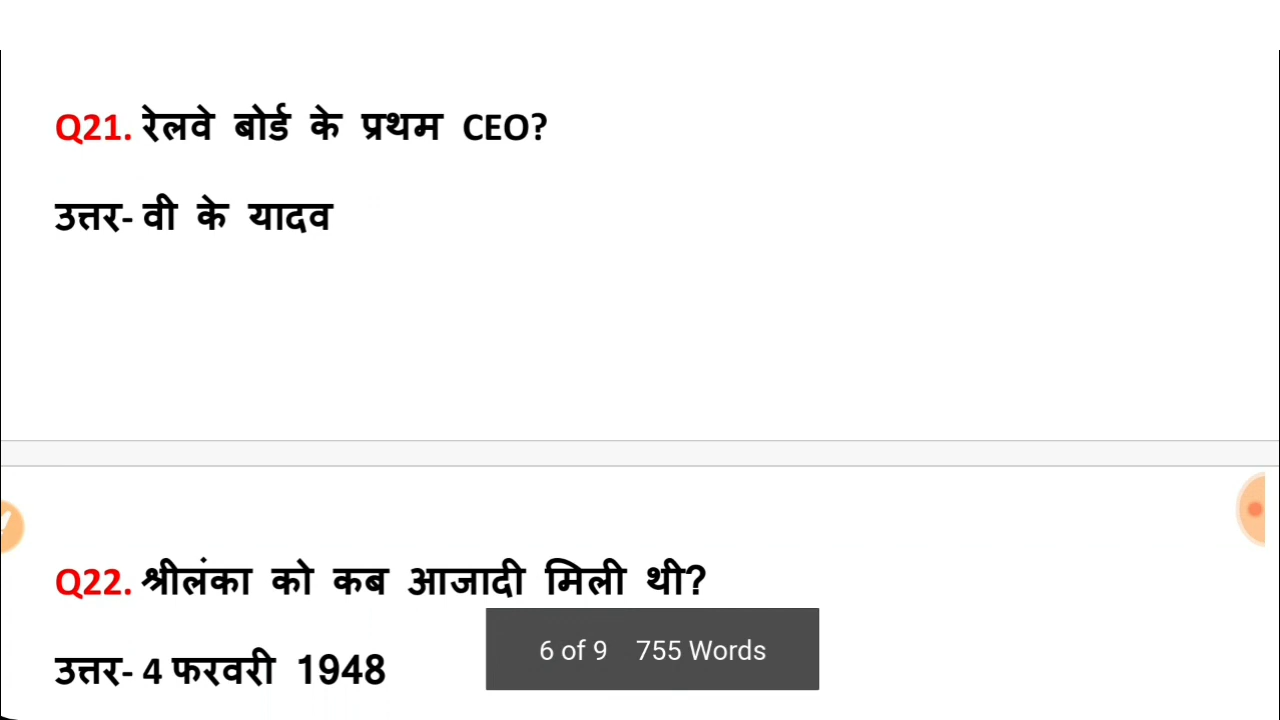 Q21. रेलवे बोर्ड के प्रथम CEO?
उत्तर- वी के यादव
Q22. श्रीलंका को कब आजादी मिली थी?
उत्तर- 4 फरवरी 1948
6 of 9 755 Words